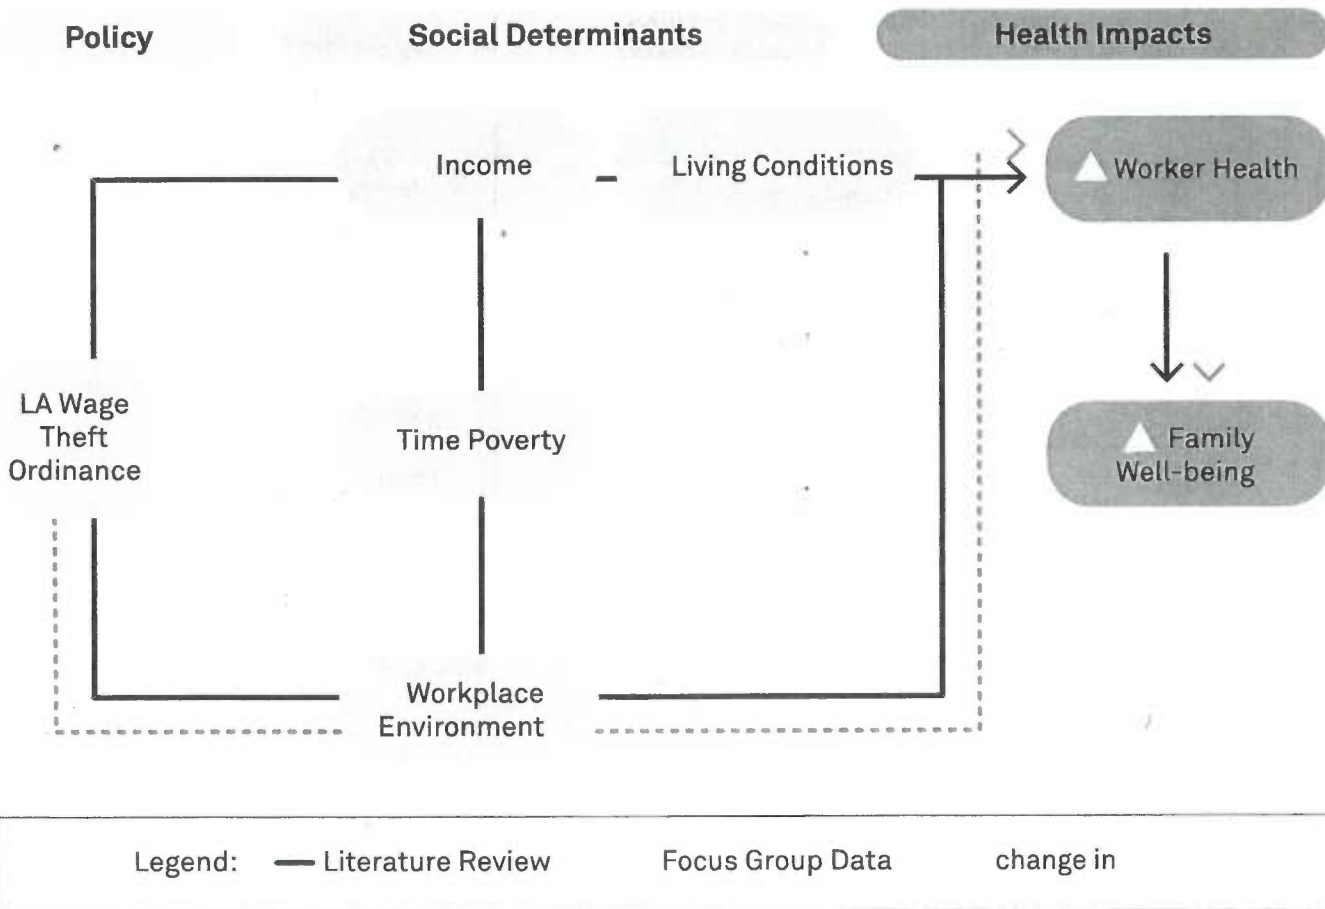 Policy
Social Determinants
Health Impacts
Income
Living Conditions
Worker Health
LA Wage
Theft
Ordinance
Time Poverty
Family
Well-being
Workplace
Environment
Legend:
Literature Review
Focus Group Data
change in